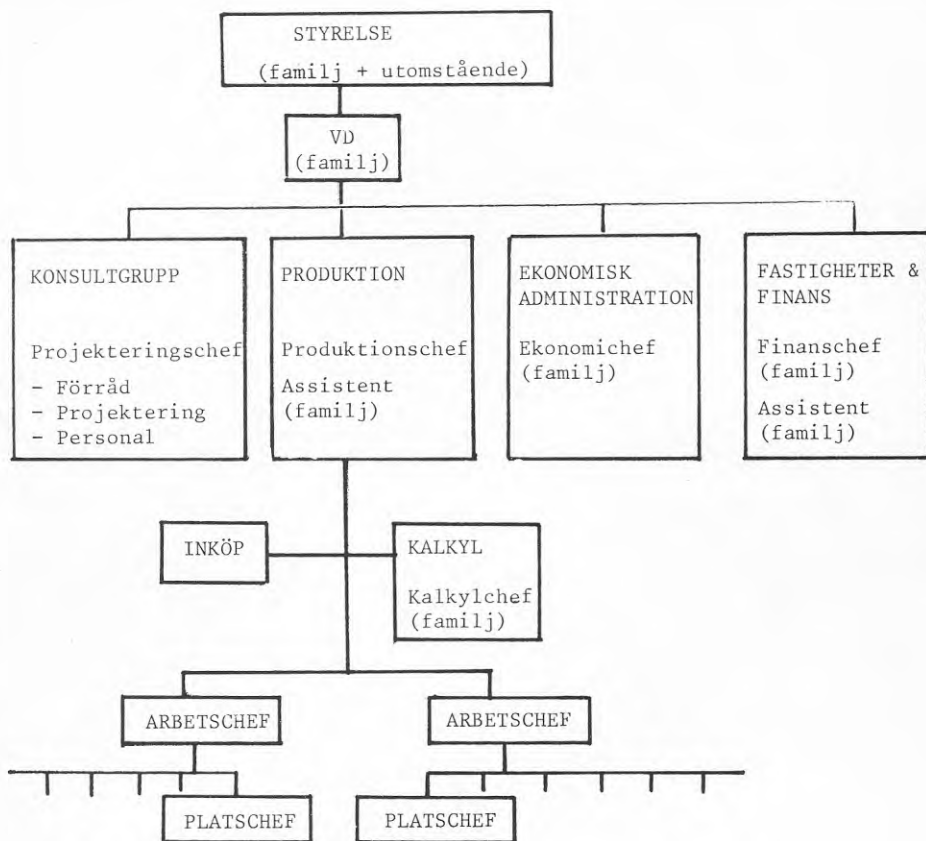 STYRELSE
(familj + utomstående)
VD
(familj)
KONSULTGRUPP
Projekteringschef
- Förråd
- Projektering
- Personal
PRODUKTION
Produktionschef
Assistent
(familj)
EKONOMISK
ADMINISTRATION
Ekonomichef
(familj)
FASTIGHETER &
FINANS
Finanschef
(familj)
Assistent
(familj)
INKÖP
KALKYL
Kalkylchef
(familj)
ARBETSCHEF
ARBETSCHEF
PLATSCHEF
PLATSCHEF